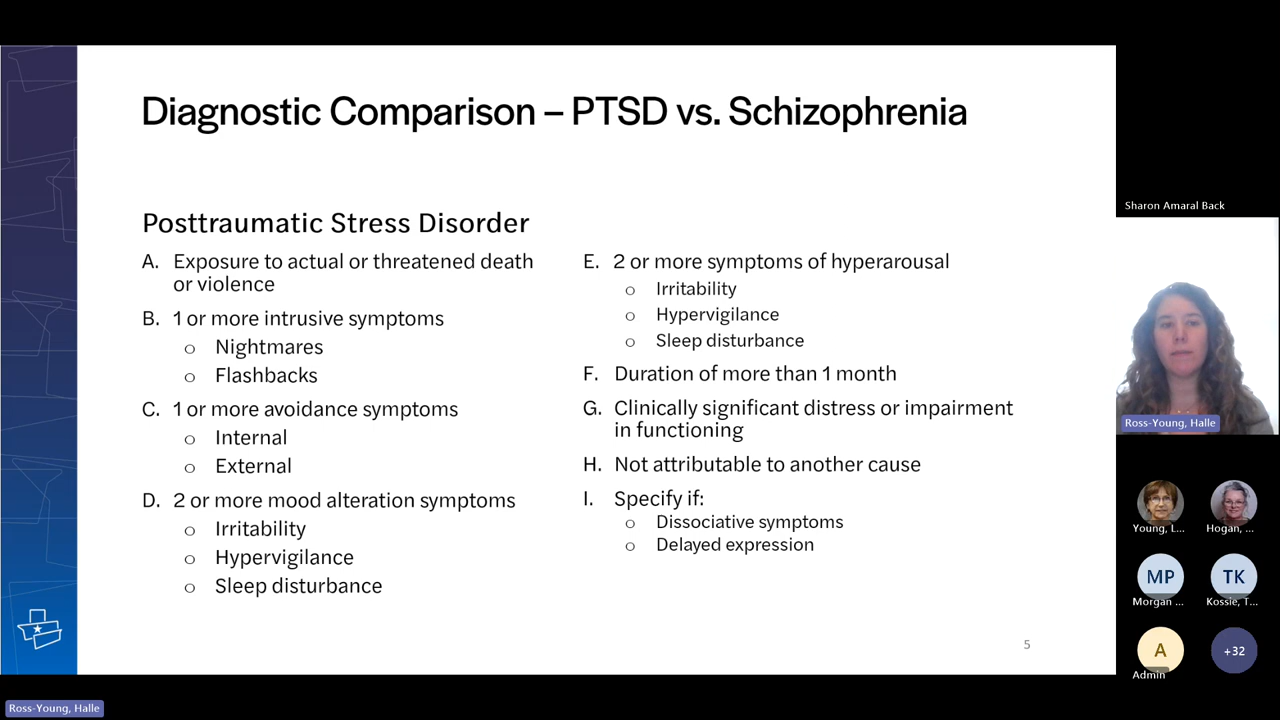 Diagnostic Comparison – PTSD vs. Schizophrenia
Posttraumatic Stress Disorder
A. Exposure to actual or threatened death
or violence
B. 1 or more intrusive symptoms
o Nightmares
o Flashbacks
C. 1 or more avoidance symptoms
o Internal
o External
D. 2 or more mood alteration symptoms
o Irritability
o Hypervigilance
o Sleep disturbance
E. 2 or more symptoms of hyperarousal
o Irritability
o Hypervigilance
o Sleep disturbance
F. Duration of more than 1 month
G. Clinically significant distress or impairment
in functioning
H. Not attributable to another cause
I. Specify if:
o Dissociative symptoms
o Delayed expression
5
Sharon Amaral Back
Ross-Young, Halle
Young, L...
Hogan, ...
MP
TK
Morgan ...
Kossie, T...
A
+32
Admin
Ross-Young, Halle